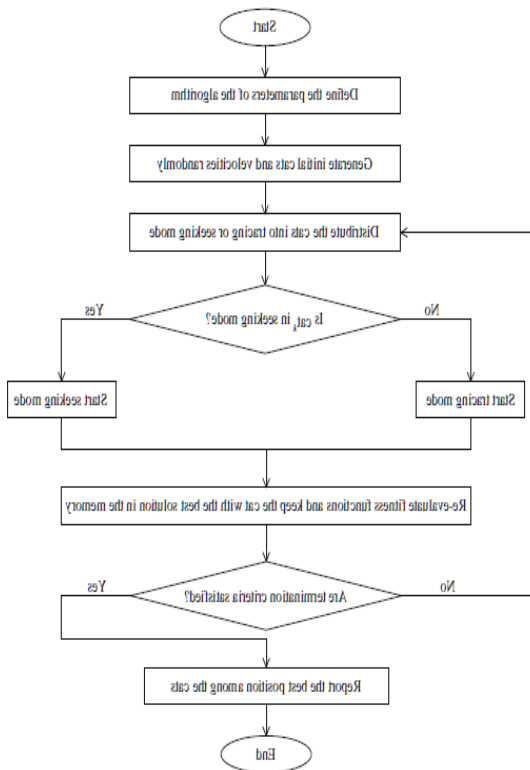 Start
Define the parameters of the algorithm
Generate initial cats and velocities randomly
Distribute the cats into tracing or seeking mode
Is cat_k in seeking mode?
Yes
No
Start seeking mode
Start tracing mode
Re-evaluate fitness functions and keep the cat with the best solution in the memory
Are termination criteria satisfied?
Yes
No
Report the best position among the cats
End